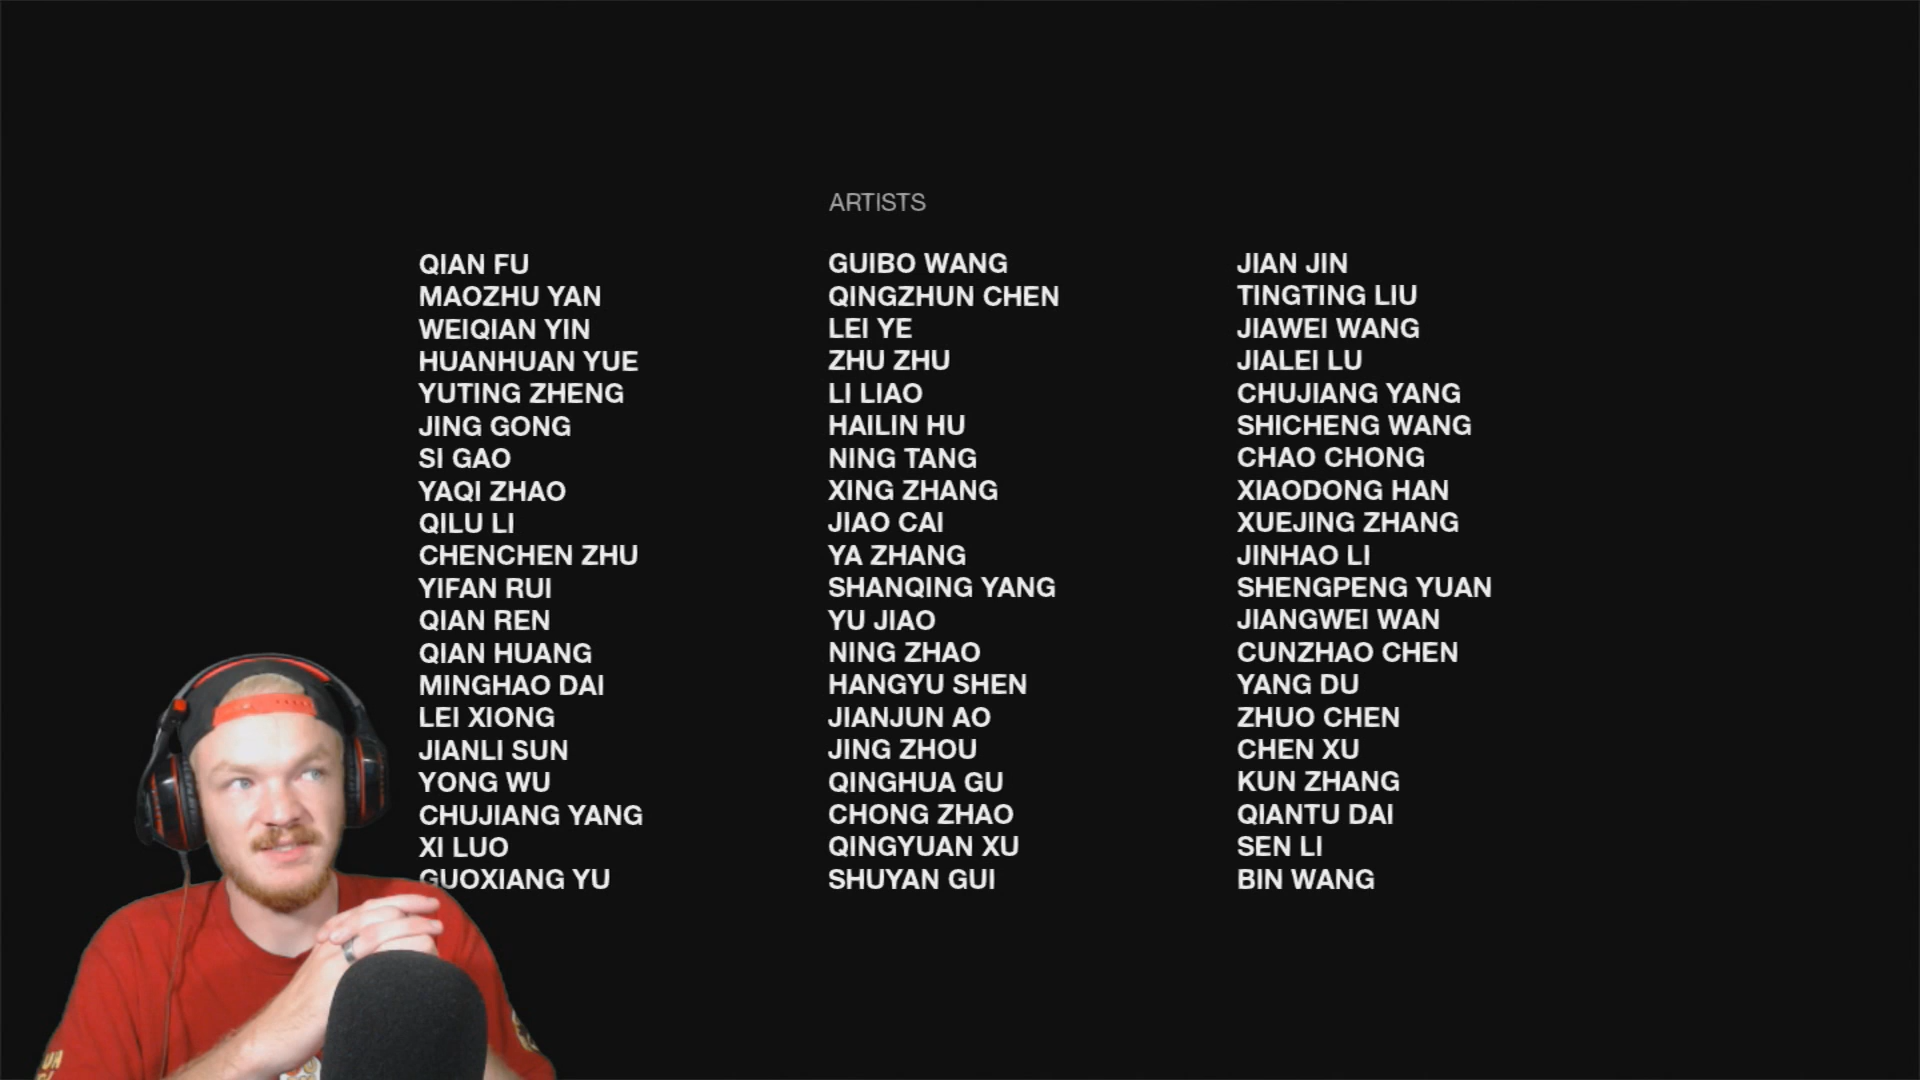 ARTISTS
QIAN FU
MAOZHU YAN
WEIQIAN YIN
HUANHUAN YUE
YUTING ZHENG
JING GONG
SI GAO
YAQI ZHAO
QILU LI
CHENCHEN ZHU
YIFAN RUI
QIAN REN
QIAN HUANG
MINGHAO DAI
LEI XIONG
JIANLI SUN
YONG WU
CHUJIANG YANG
XI LUO
GUOXIANG YU
GUIBO WANG
QINGZHUN CHEN
LEI YE
ZHU ZHU
LI LIAO
HAILIN HU
NING TANG
XING ZHANG
JIAO CAI
YA ZHANG
SHANQING YANG
YU JIAO
NING ZHAO
HANGYU SHEN
JIANJUN AO
JING ZHOU
QINGHUA GU
CHONG ZHAO
QINGYUAN XU
SHUYAN GUI
JIAN JIN
TINGTING LIU
JIAWEI WANG
JIALEI LU
CHUJIANG YANG
SHICHENG WANG
CHAO CHONG
XIAODONG HAN
XUEJING ZHANG
JINHAO LI
SHENGPENG YUAN
JIANGWEI WAN
CUNZHAO CHEN
YANG DU
ZHUO CHEN
CHEN XU
KUN ZHANG
QIANTU DAI
SEN LI
BIN WANG